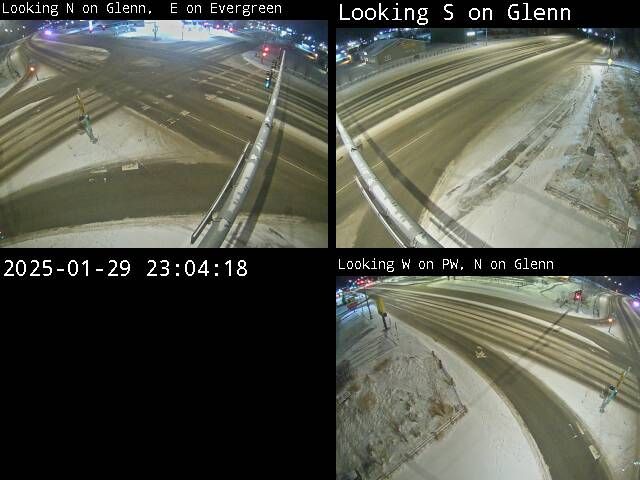 Looking N on Glenn,  E on Evergreen
Looking S on Glenn
2025-01-29 23:04:18
Looking W on PW, N on Glenn